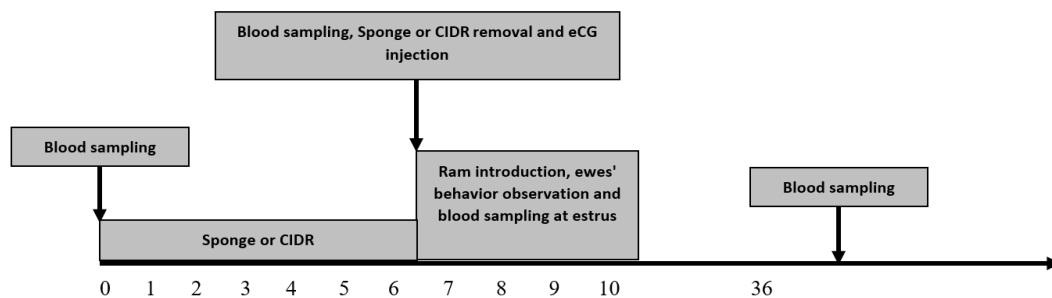 Blood sampling, Sponge or CIDR removal and eCG
injection
Blood sampling
Ram introduction, ewes'
behavior observation and
blood sampling at estrus
Blood sampling
Sponge or CIDR
0 1 2 3 4 5 6 7 8 9 10 36